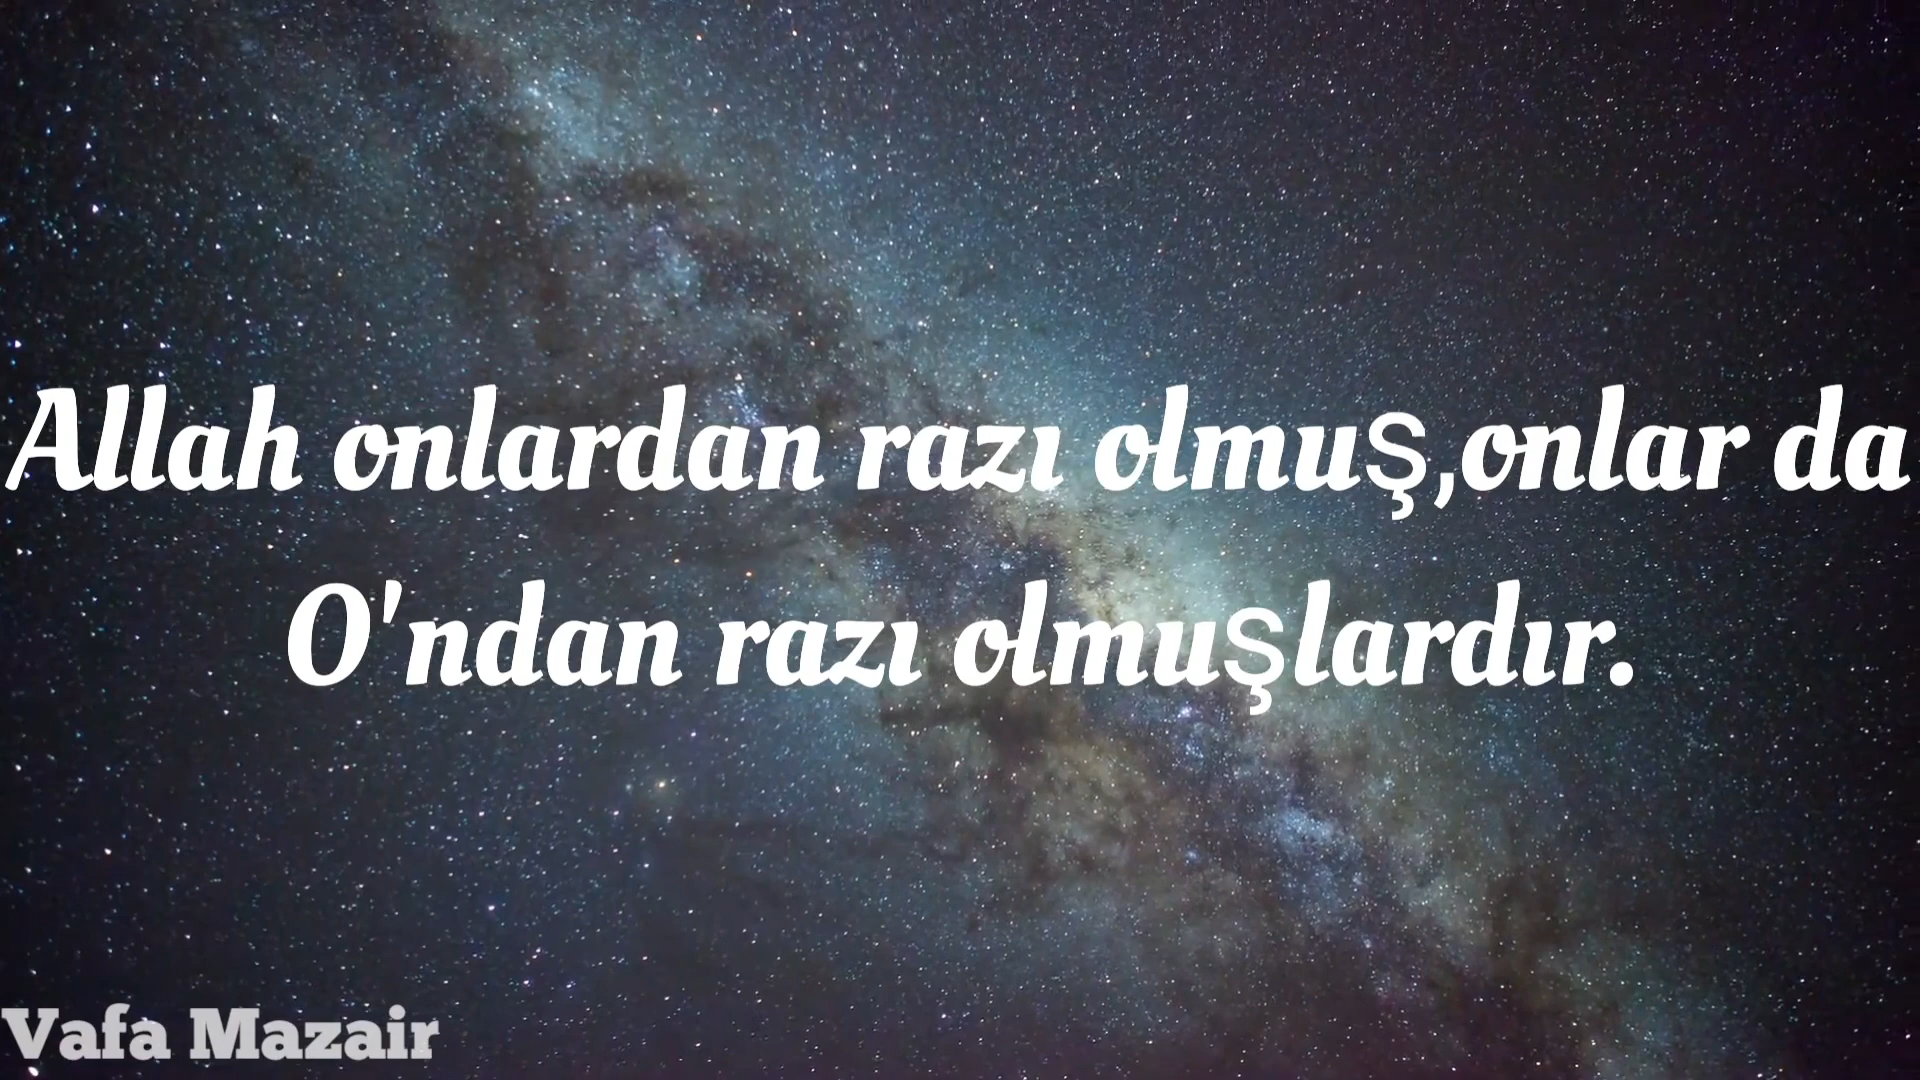 Allah onlardan razı olmuş,onlar da
O'ndan razı olmuşlardır.
Vafa Mazair